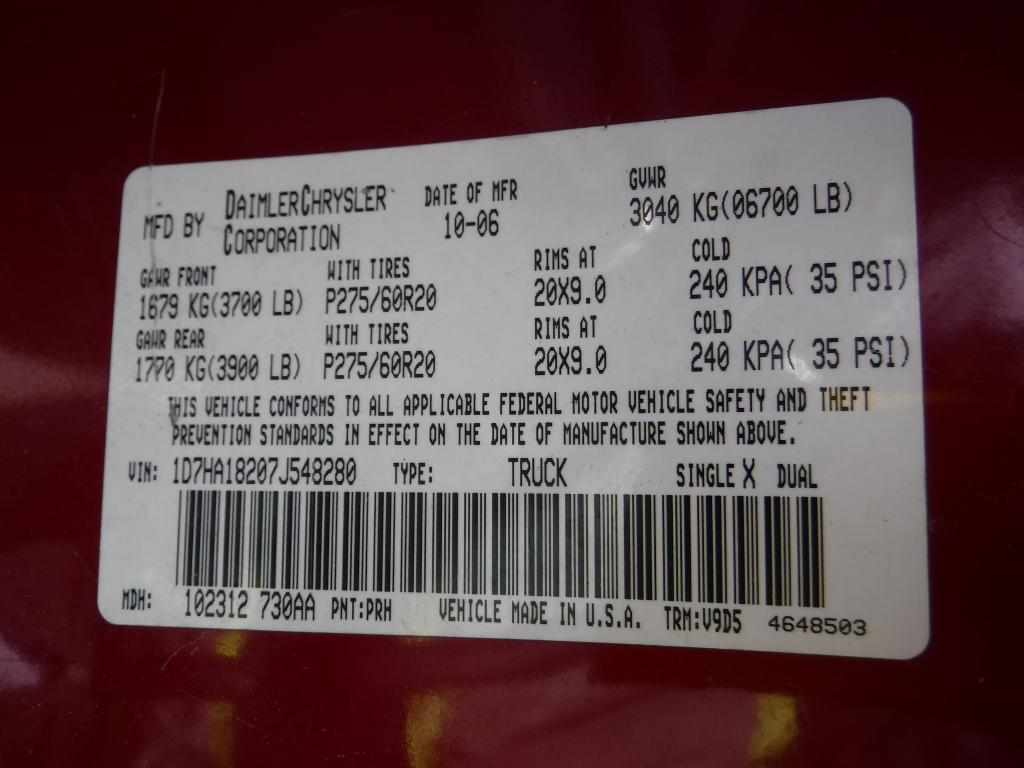 MFD BY DAIMLERCHRYSLER CORPORATION DATE OF MFR 10-06 GVWR 3040 KG(06700 LB)
GAWR FRONT WITH TIRES RIMS AT COLD
1679 KG(3700 LB) P275/60R20 20X9.0 240 KPA( 35 PSI)
GAWR REAR WITH TIRES RIMS AT COLD
1770 KG(3900 LB) P275/60R20 20X9.0 240 KPA( 35 PSI)
THIS VEHICLE CONFORMS TO ALL APPLICABLE FEDERAL MOTOR VEHICLE SAFETY AND THEFT
PREVENTION STANDARDS IN EFFECT ON THE DATE OF MANUFACTURE SHOWN ABOVE.
VIN: 1D7HA18207J548280 TYPE: TRUCK SINGLE X DUAL
MDH: 102312 730AA PNT:PRH VEHICLE MADE IN U.S.A. TRM:V9D5 4648503